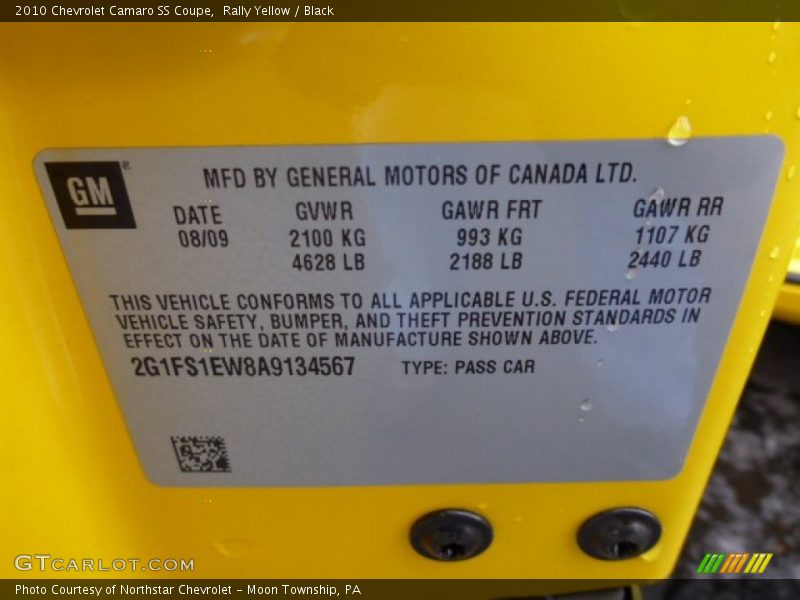 2010 Chevrolet Camaro SS Coupe,  Rally Yellow / Black
GM
MFD BY GENERAL MOTORS OF CANADA LTD.
DATE GVWR GAWR FRT GAWR RR
08/09 2100 KG 993 KG 1107 KG
4628 LB 2188 LB 2440 LB
THIS VEHICLE CONFORMS TO ALL APPLICABLE U.S. FEDERAL MOTOR
VEHICLE SAFETY, BUMPER, AND THEFT PREVENTION STANDARDS IN
EFFECT ON THE DATE OF MANUFACTURE SHOWN ABOVE.
2G1FS1EW8A9134567 TYPE: PASS CAR
GTCARLOT.COM
Photo Courtesy of Northstar Chevrolet - Moon Township, PA